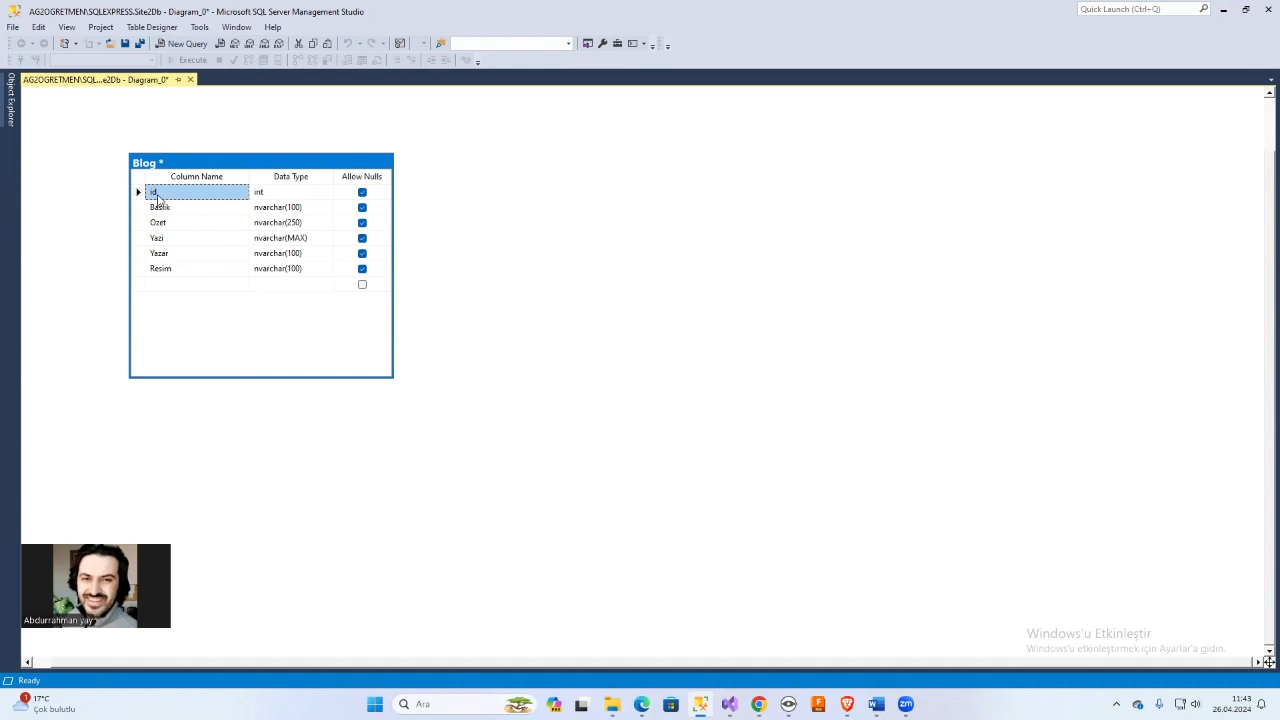 AG2OGRETMEN\SQLEXPRESS.Site2Db - Diagram_0* - Microsoft SQL Server Management Studio
Quick Launch (Ctrl+Q)
File Edit View Project Table Designer Tools Window Help
New Query
Execute
AG2OGRETMEN\SQL...e2Db - Diagram_0*
Object Explorer
Blog *
Column Name Data Type Allow Nulls
id int
Baslik nvarchar(100)
Ozet nvarchar(250)
Yazi nvarchar(MAX)
Yazar nvarchar(100)
Resim nvarchar(100)
Abdurrahman yay
Windows'u Etkinleştir
Windows'u etkinleştirmek için Ayarlar'a gidin.
Ready
1 17°C
Çok bulutlu
Ara
11:43
26.04.2024